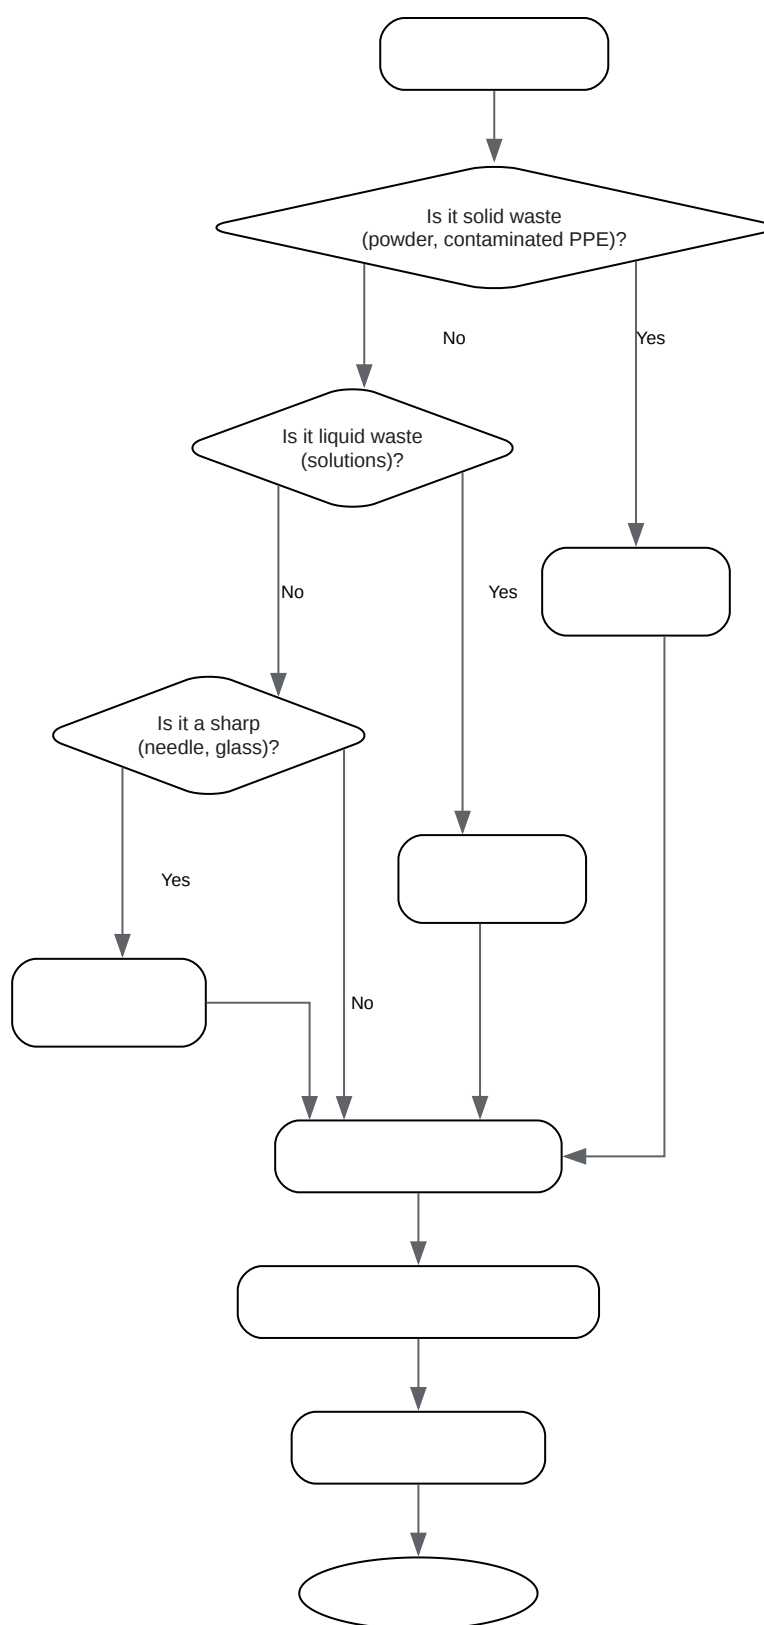 Is it solid waste
(powder, contaminated PPE)?
No
Yes
Is it liquid waste
(solutions)?
No
Yes
Is it a sharp
(needle, glass)?
Yes
No